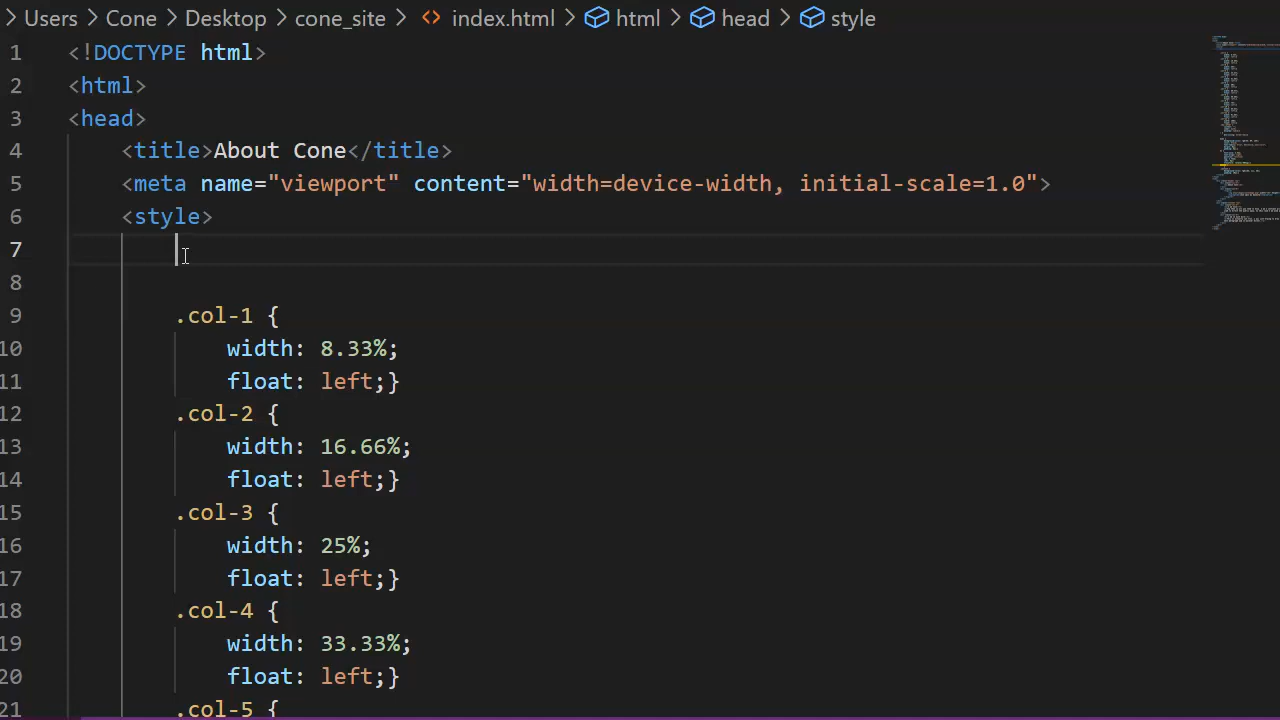 Users > Cone > Desktop > cone_site > index.html > html > head > style
1 <!DOCTYPE html>
2 <html>
3 <head>
4 <title>About Cone</title>
5 <meta name="viewport" content="width=device-width, initial-scale=1.0">
6 <style>
7
8
9 .col-1 {
10 width: 8.33%;
11 float: left;}
12 .col-2 {
13 width: 16.66%;
14 float: left;}
15 .col-3 {
16 width: 25%;
17 float: left;}
18 .col-4 {
19 width: 33.33%;
20 float: left;}
21 .col-5 {